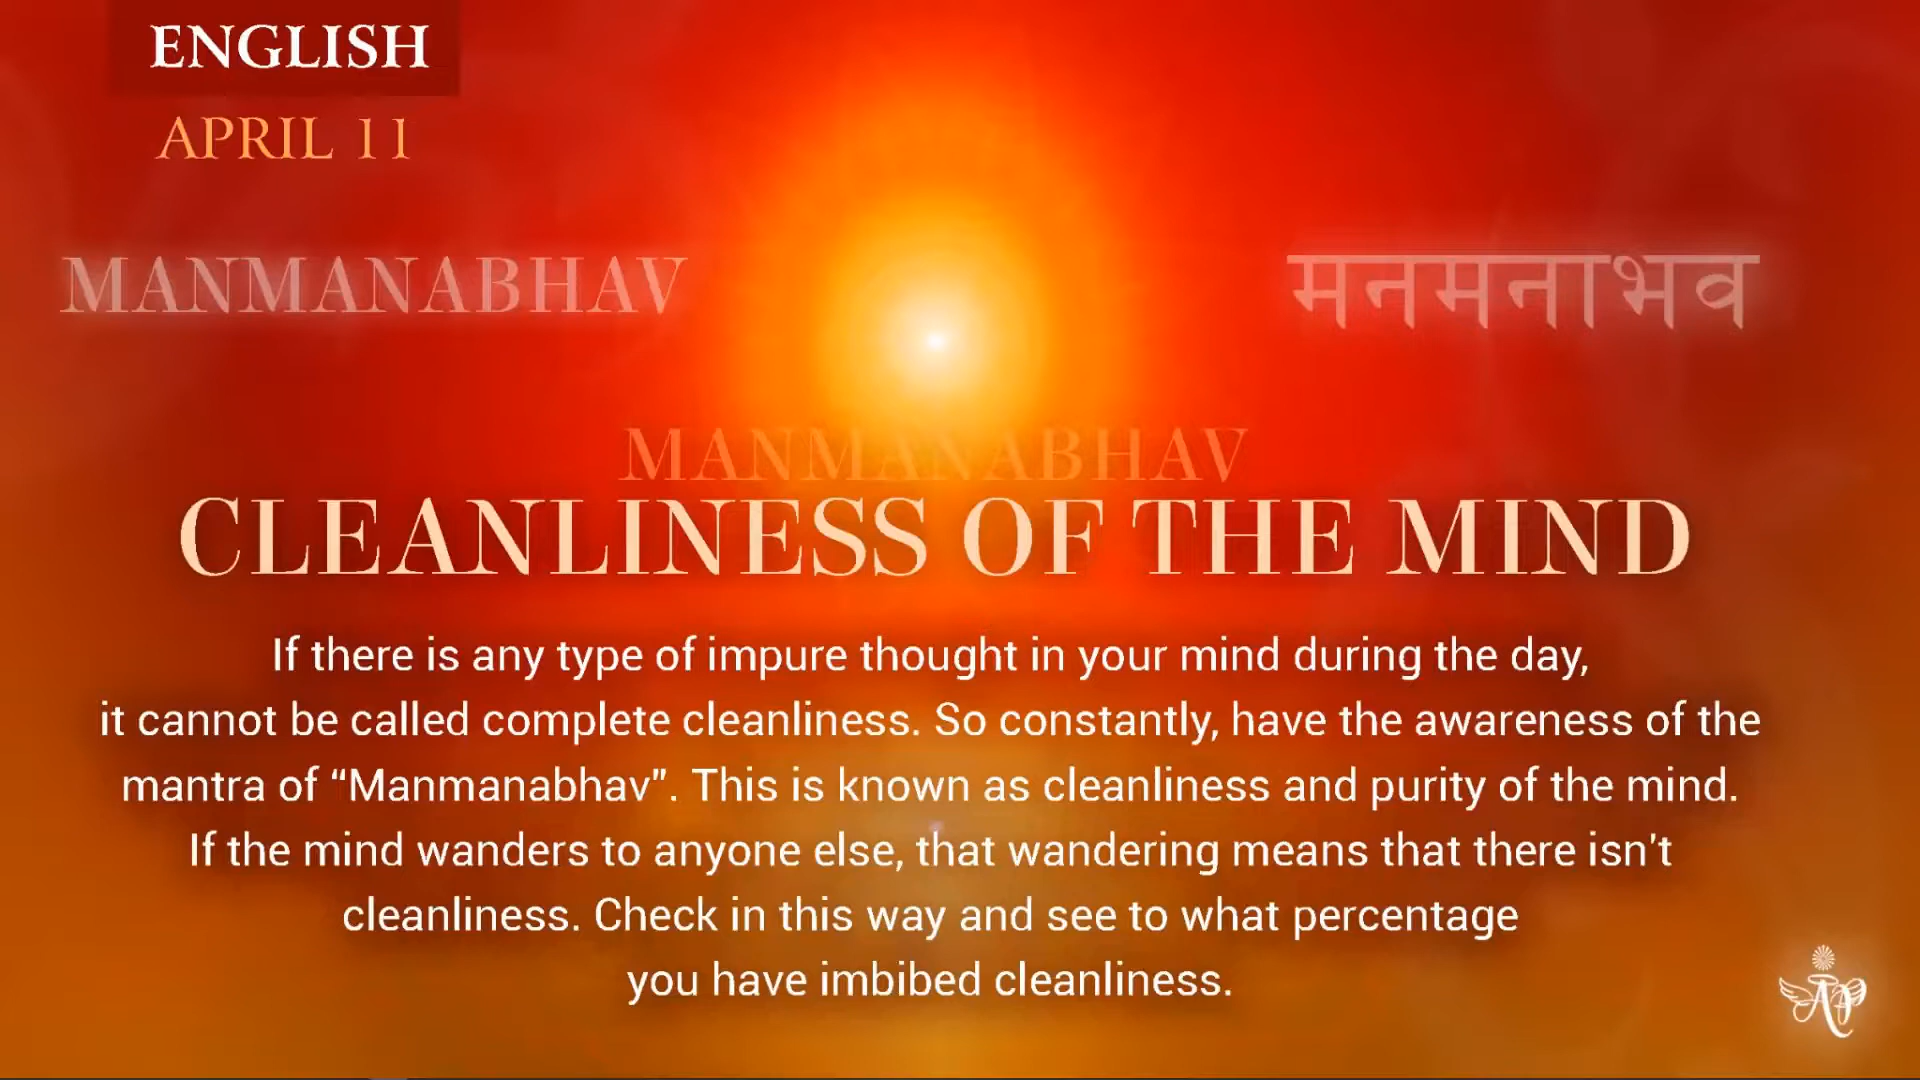 ENGLISH
APRIL 11
MANMANABHAV
मनमनाभव
MANMANABHAV
CLEANLINESS OF THE MIND
If there is any type of impure thought in your mind during the day,
it cannot be called complete cleanliness. So constantly, have the awareness of the
mantra of “Manmanabhav”. This is known as cleanliness and purity of the mind.
If the mind wanders to anyone else, that wandering means that there isn't
cleanliness. Check in this way and see to what percentage
you have imbibed cleanliness.